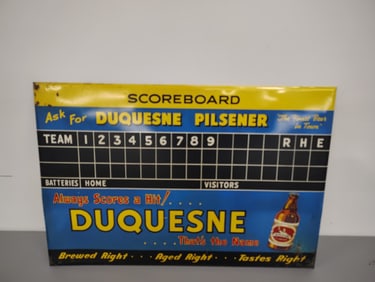 SCOREBOARD
Ask For DUQUESNE PILSENER "The Finest Beer
in Town"
TEAM 1 2 3 4 5 6 7 8 9 R H E
BATTERIES HOME VISITORS
Always Scores a Hit!....
DUQUESNE
....That's the Name
Brewed Right...Aged Right...Tastes Right